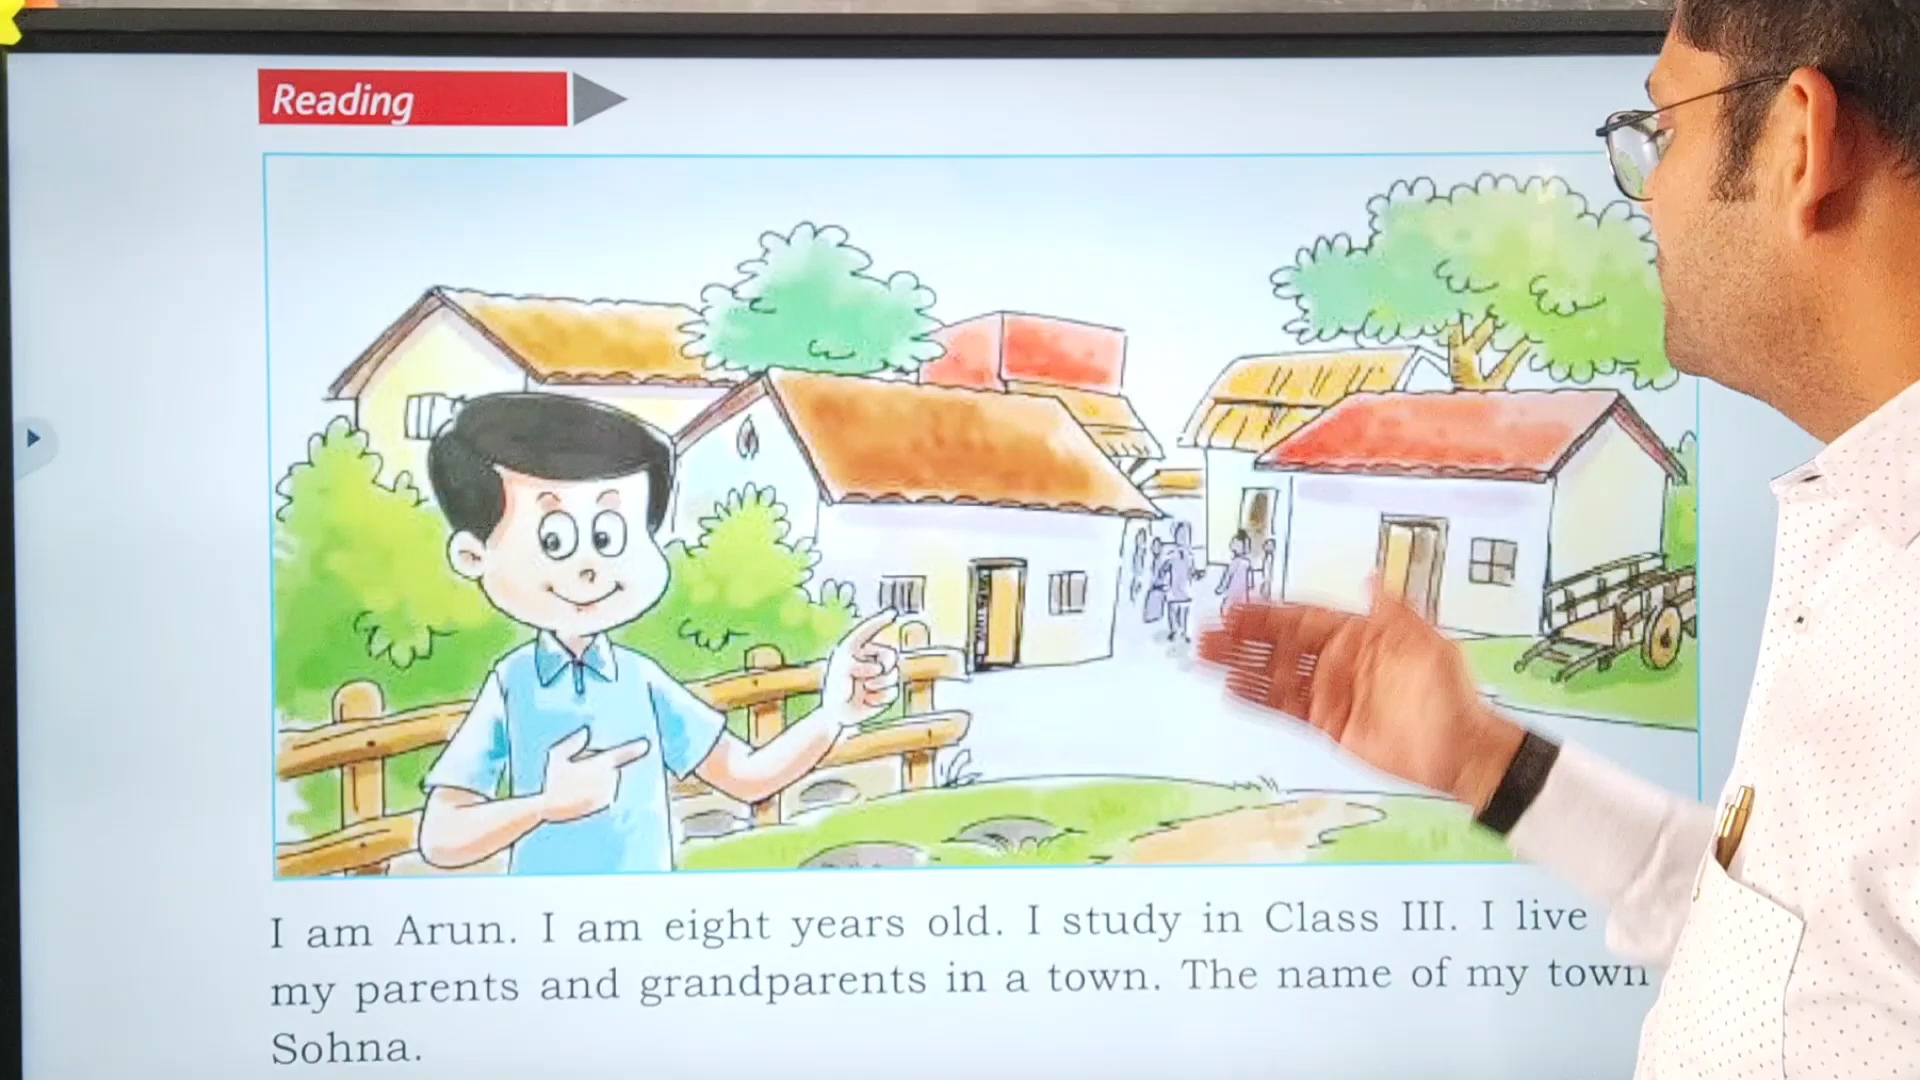 Reading
I am Arun. I am eight years old. I study in Class III. I live
my parents and grandparents in a town. The name of my town
Sohna.